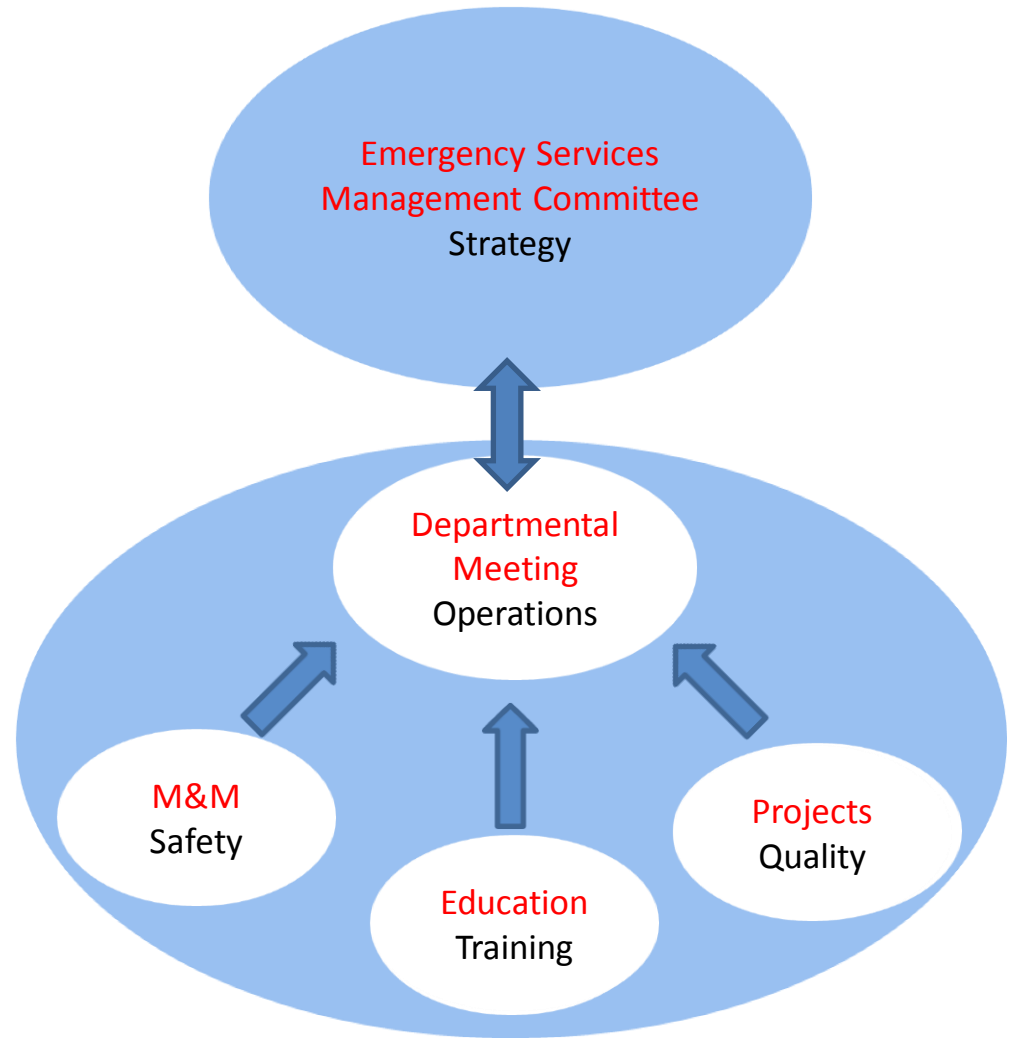 Emergency Services
Management Committee
Strategy
Departmental
Meeting
Operations
M&M
Safety
Projects
Quality
Education
Training